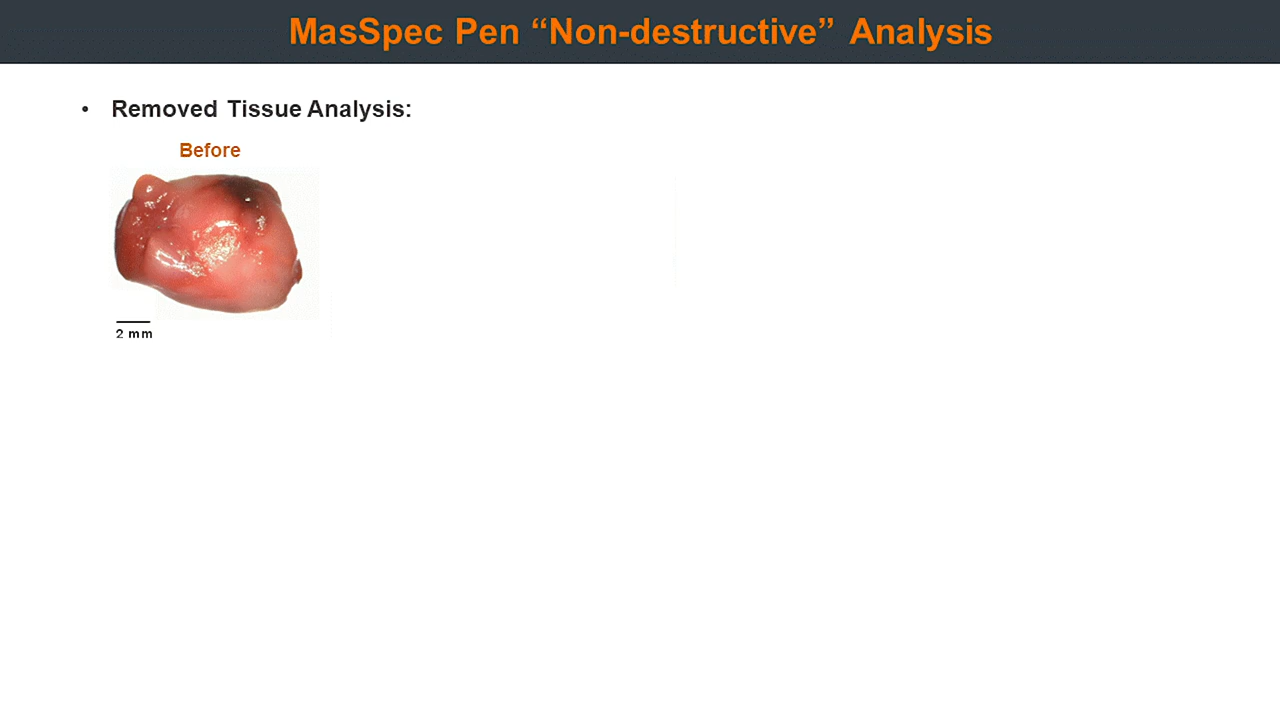 MasSpec Pen “Non-destructive” Analysis
• Removed Tissue Analysis:
Before
2 mm